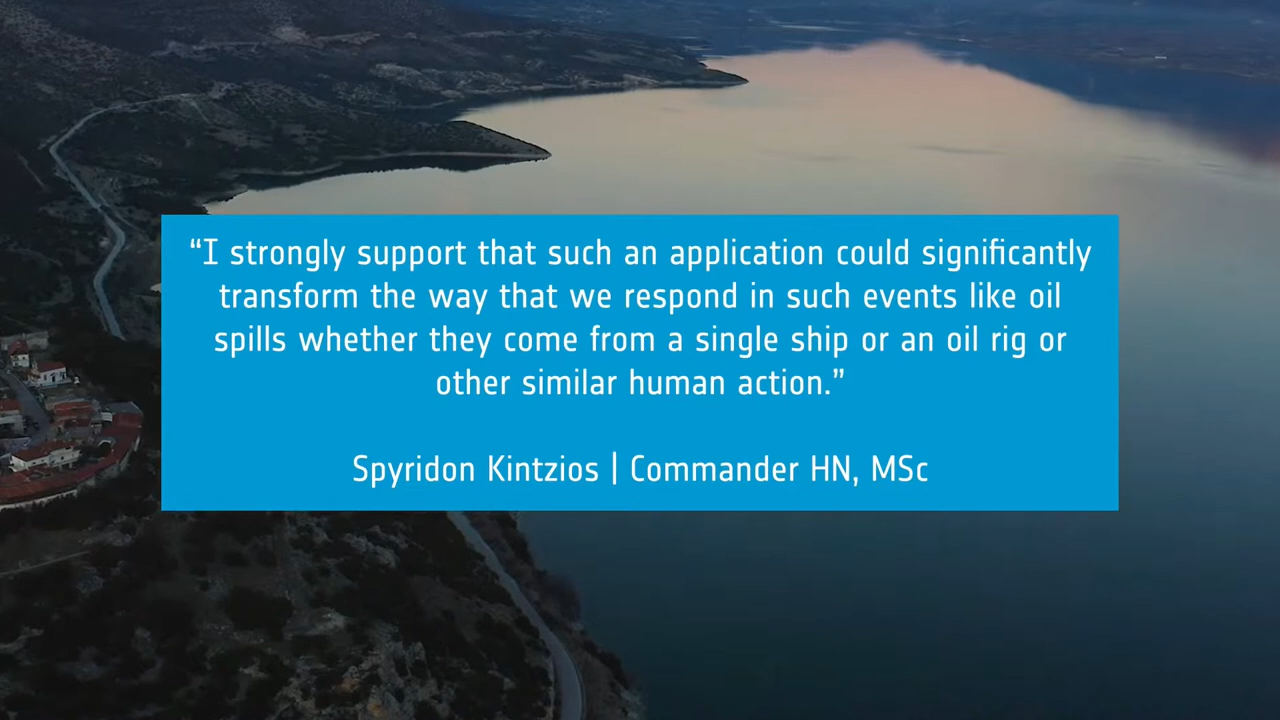 “I strongly support that such an application could significantly
transform the way that we respond in such events like oil
spills whether they come from a single ship or an oil rig or
other similar human action.”
Spyridon Kintzios | Commander HN, MSc